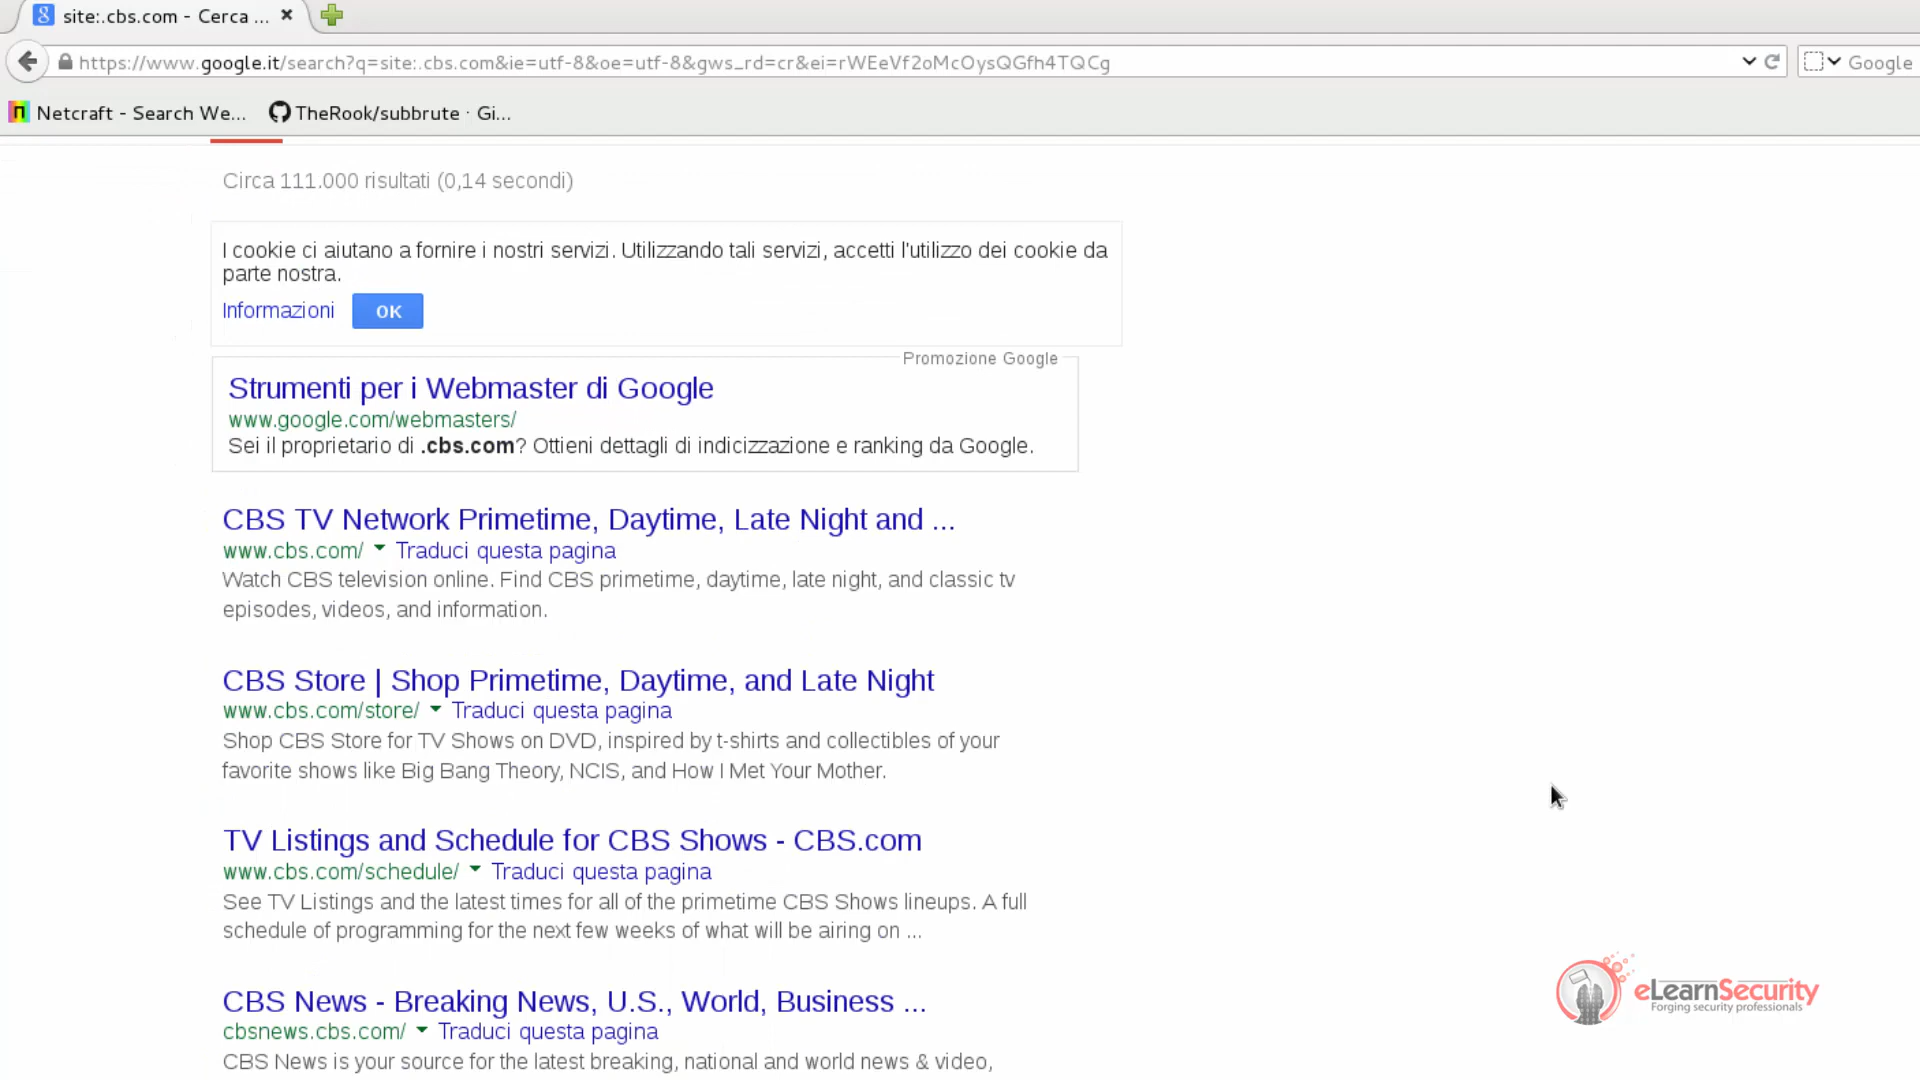 site:.cbs.com - Cerca ...
https://www.google.it/search?q=site:.cbs.com&ie=utf-8&oe=utf-8&gws_rd=cr&ei=rWEeVf2oMcOysQGfh4TQCg
Google
Netcraft - Search We...
TheRook/subbrute · Gi...
Circa 111.000 risultati (0,14 secondi)
I cookie ci aiutano a fornire i nostri servizi. Utilizzando tali servizi, accetti l'utilizzo dei cookie da
parte nostra.
Informazioni OK
Promozione Google
Strumenti per i Webmaster di Google
www.google.com/webmasters/
Sei il proprietario di .cbs.com? Ottieni dettagli di indicizzazione e ranking da Google.
CBS TV Network Primetime, Daytime, Late Night and ...
www.cbs.com/ Traduci questa pagina
Watch CBS television online. Find CBS primetime, daytime, late night, and classic tv
episodes, videos, and information.
CBS Store | Shop Primetime, Daytime, and Late Night
www.cbs.com/store/ Traduci questa pagina
Shop CBS Store for TV Shows on DVD, inspired by t-shirts and collectibles of your
favorite shows like Big Bang Theory, NCIS, and How I Met Your Mother.
TV Listings and Schedule for CBS Shows - CBS.com
www.cbs.com/schedule/ Traduci questa pagina
See TV Listings and the latest times for all of the primetime CBS Shows lineups. A full
schedule of programming for the next few weeks of what will be airing on ...
CBS News - Breaking News, U.S., World, Business ...
cbsnews.cbs.com/ Traduci questa pagina
CBS News is your source for the latest breaking, national and world news & video,
eLearnSecurity
Forging security professionals